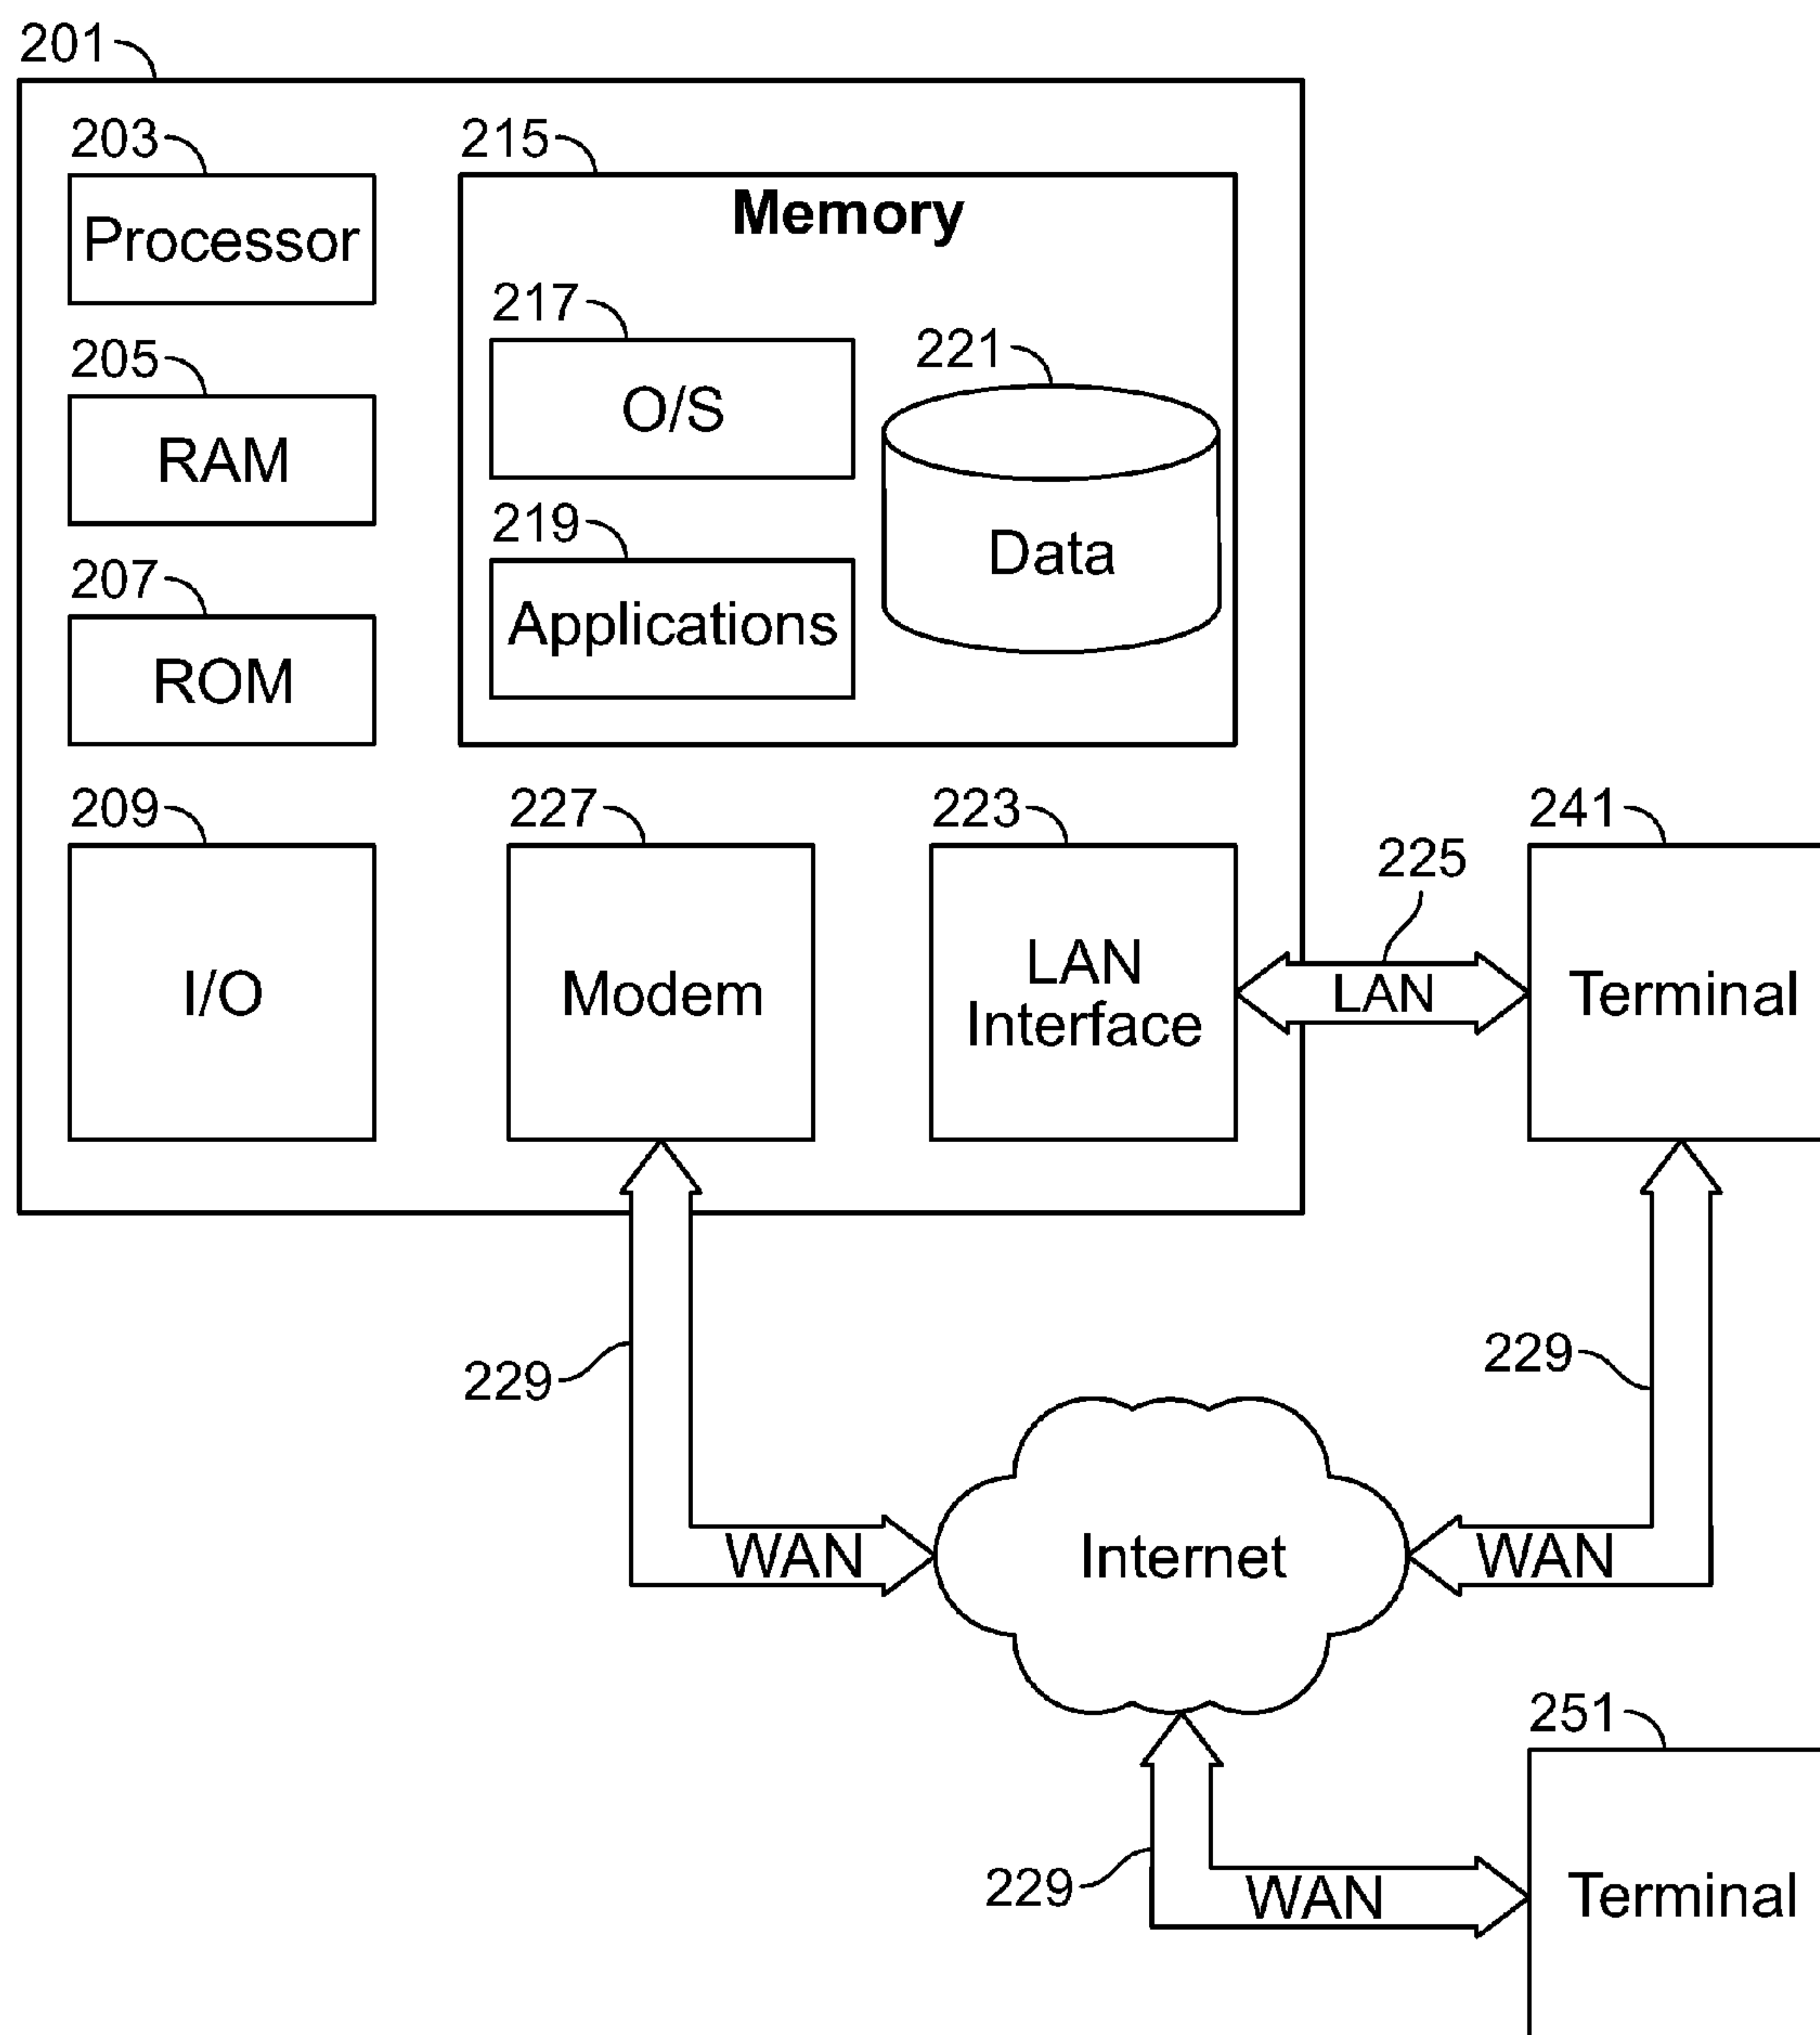 201
203
Processor
205
RAM
207
ROM
215
Memory
217
O/S
219
Applications
221
Data
209
I/O
227
Modem
223
LAN
Interface
225
LAN
241
Terminal
229
WAN
Internet
229
WAN
229
WAN
251
Terminal